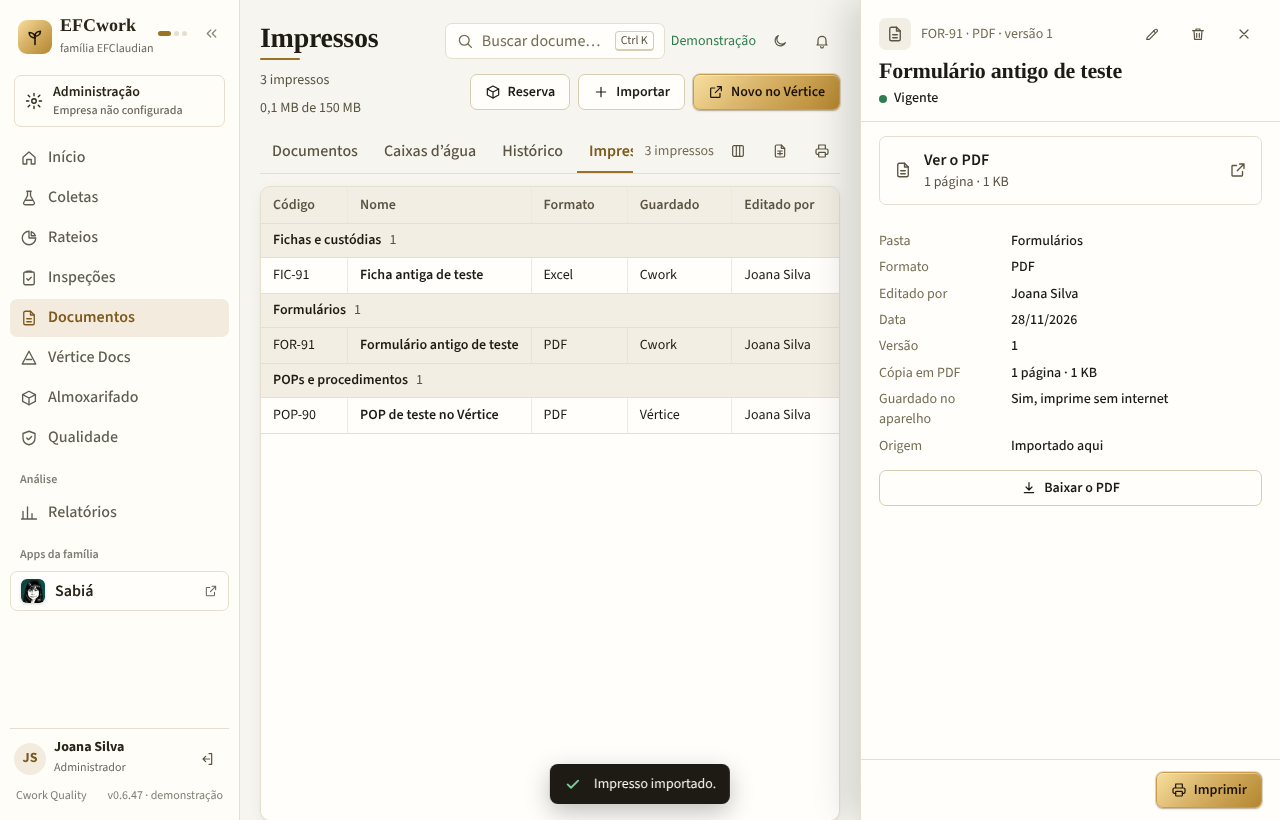 EFCwork
família EFClaudian
Administração
Empresa não configurada
Início
Coletas
Rateios
Inspeções
Documentos
Vértice Docs
Almoxarifado
Qualidade
Análise
Relatórios
Apps da família
Sabiá
JS
Joana Silva
Administrador
Cwork Quality v0.6.47 · demonstração
Impressos
Buscar docume… Ctrl K
Demonstração
3 impressos
0,1 MB de 150 MB
Reserva
Importar
Novo no Vértice
Documentos Caixas d’água Histórico Impres 3 impressos
Código Nome Formato Guardado Editado por
Fichas e custódias 1
FIC-91 Ficha antiga de teste Excel Cwork Joana Silva
Formulários 1
FOR-91 Formulário antigo de teste PDF Cwork Joana Silva
POPs e procedimentos 1
POP-90 POP de teste no Vértice PDF Vértice Joana Silva
Impresso importado.
FOR-91 · PDF · versão 1
Formulário antigo de teste
Vigente
Ver o PDF
1 página · 1 KB
Pasta Formulários
Formato PDF
Editado por Joana Silva
Data 28/11/2026
Versão 1
Cópia em PDF 1 página · 1 KB
Guardado no Sim, imprime sem internet
aparelho
Origem Importado aqui
Baixar o PDF
Imprimir